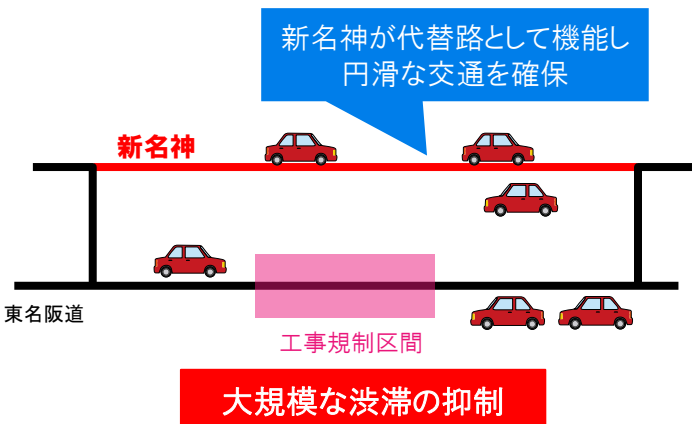 新名神が代替路として機能し
円滑な交通を確保
新名神
東名阪道
工事規制区間
大規模な渋滞の抑制